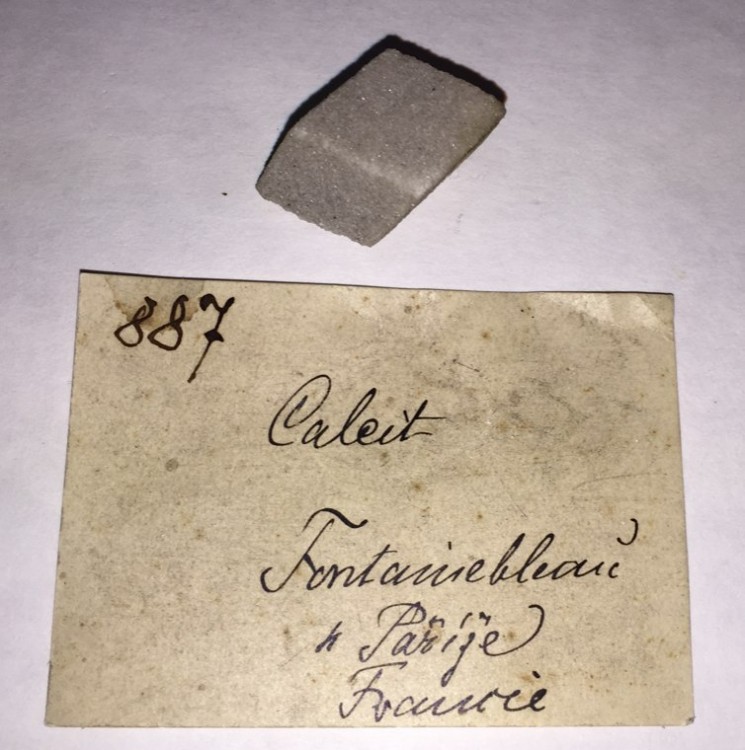 887
Calcit
Fontainebleau
u Paříže
Francie